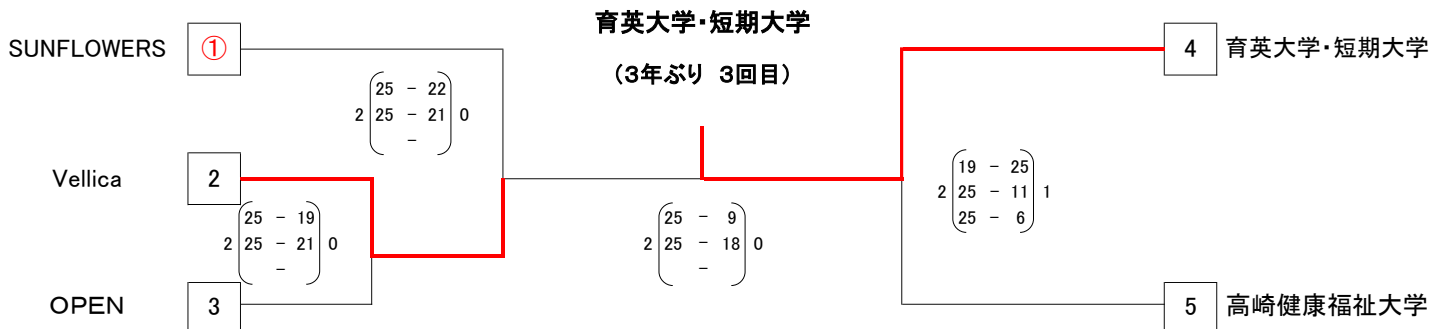 育英大学・短期大学
（３年ぶり　３回目）
SUNFLOWERS ①
25 － 22
2 25 － 21 0
－
Vellica 2
25 － 19
2 25 － 21 0
－
OPEN 3
25 － 9
2 25 － 18 0
－
4 育英大学・短期大学
19 － 25
2 25 － 11 1
25 － 6
5 高崎健康福祉大学